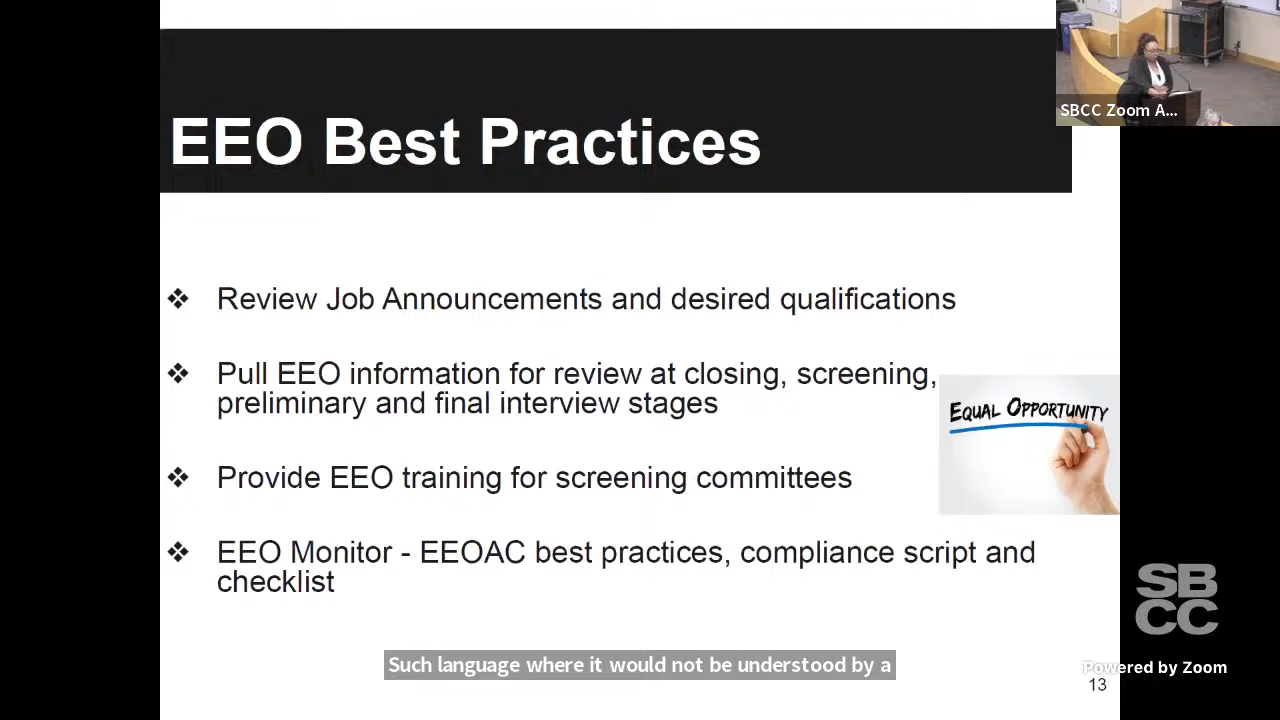 SBCC Zoom A...
EEO Best Practices
❖ Review Job Announcements and desired qualifications
❖ Pull EEO information for review at closing, screening,
preliminary and final interview stages
EQUAL OPPORTUNITY
❖ Provide EEO training for screening committees
❖ EEO Monitor - EEOAC best practices, compliance script and
checklist
SB
CC
Such language where it would not be understood by a
Powered by Zoom
13